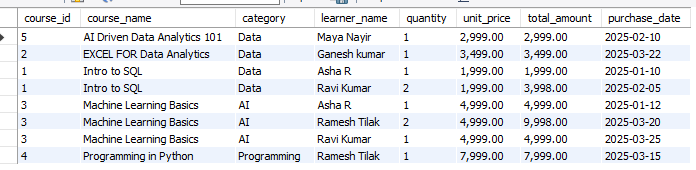 course_id course_name category learner_name quantity unit_price total_amount purchase_date
5 AI Driven Data Analytics 101 Data Maya Nayir 1 2,999.00 2,999.00 2025-02-10
2 EXCEL FOR Data Analytics Data Ganesh kumar 1 3,499.00 3,499.00 2025-03-22
1 Intro to SQL Data Asha R 1 1,999.00 1,999.00 2025-01-10
1 Intro to SQL Data Ravi Kumar 2 1,999.00 3,998.00 2025-02-05
3 Machine Learning Basics AI Asha R 1 4,999.00 4,999.00 2025-01-12
3 Machine Learning Basics AI Ramesh Tilak 2 4,999.00 9,998.00 2025-03-20
3 Machine Learning Basics AI Ravi Kumar 1 4,999.00 4,999.00 2025-03-25
4 Programming in Python Programming Ramesh Tilak 1 7,999.00 7,999.00 2025-03-15